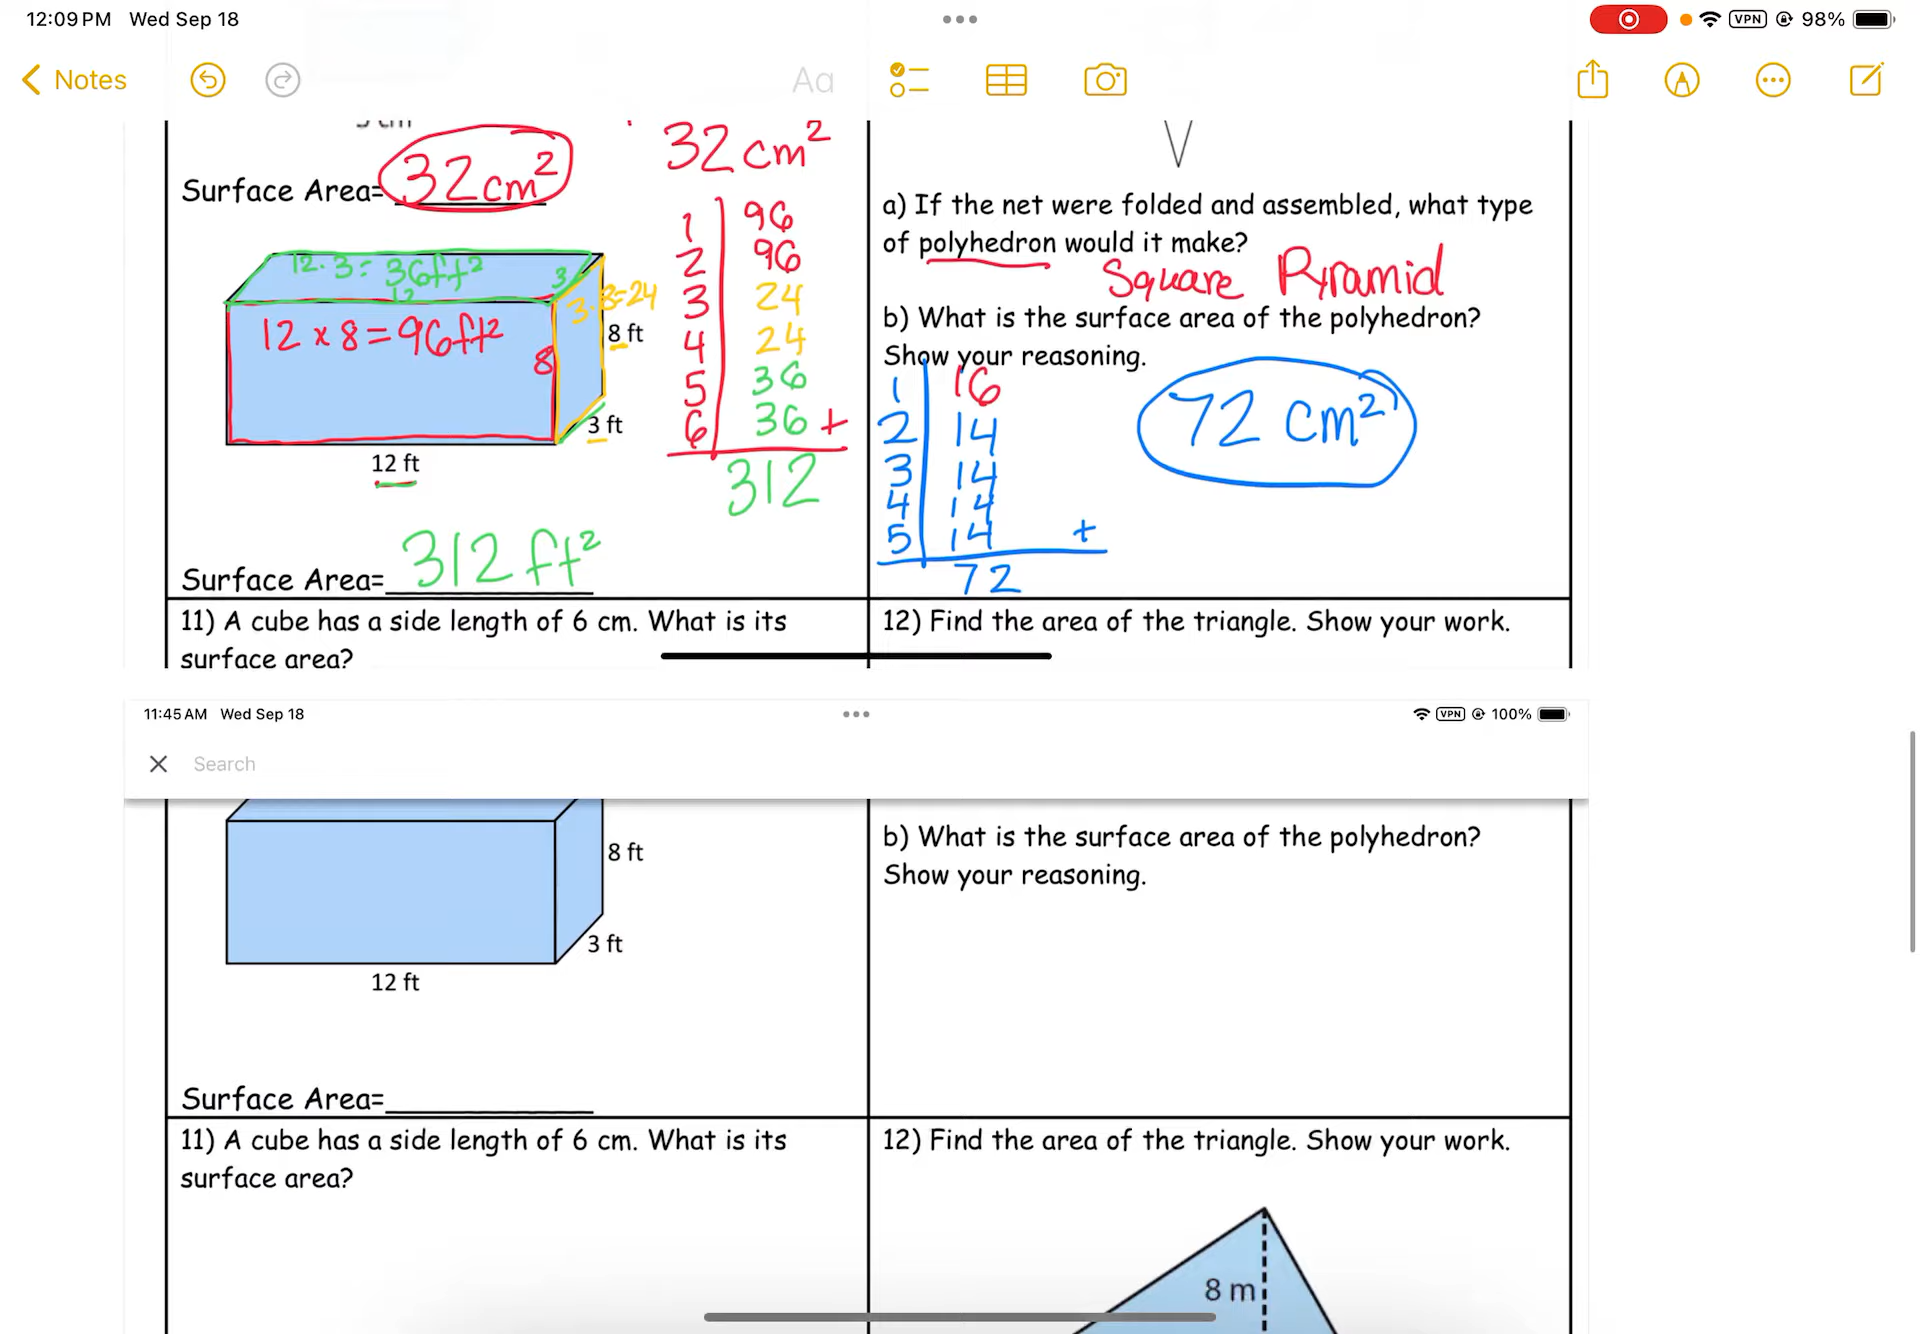 12:09 PM Wed Sep 18
VPN 98%
Notes
Aa
Surface Area= 32 cm²
32 cm²
12·3= 36ft²
12
3
12 x 8 = 96ft²
8
3·8=24
8 ft
3 ft
12 ft
1 96
2 96
3 24
4 24
5 36
6 36 +
312
Surface Area= 312 ft²
a) If the net were folded and assembled, what type
of polyhedron would it make?
Square Pyramid
b) What is the surface area of the polyhedron?
Show your reasoning.
1 16
2 14
3 14
4 14
5 14 +
72
72 cm²
11) A cube has a side length of 6 cm. What is its
surface area?
12) Find the area of the triangle. Show your work.
11:45 AM Wed Sep 18
VPN 100%
Search
8 ft
3 ft
12 ft
Surface Area=
b) What is the surface area of the polyhedron?
Show your reasoning.
11) A cube has a side length of 6 cm. What is its
surface area?
12) Find the area of the triangle. Show your work.
8 m